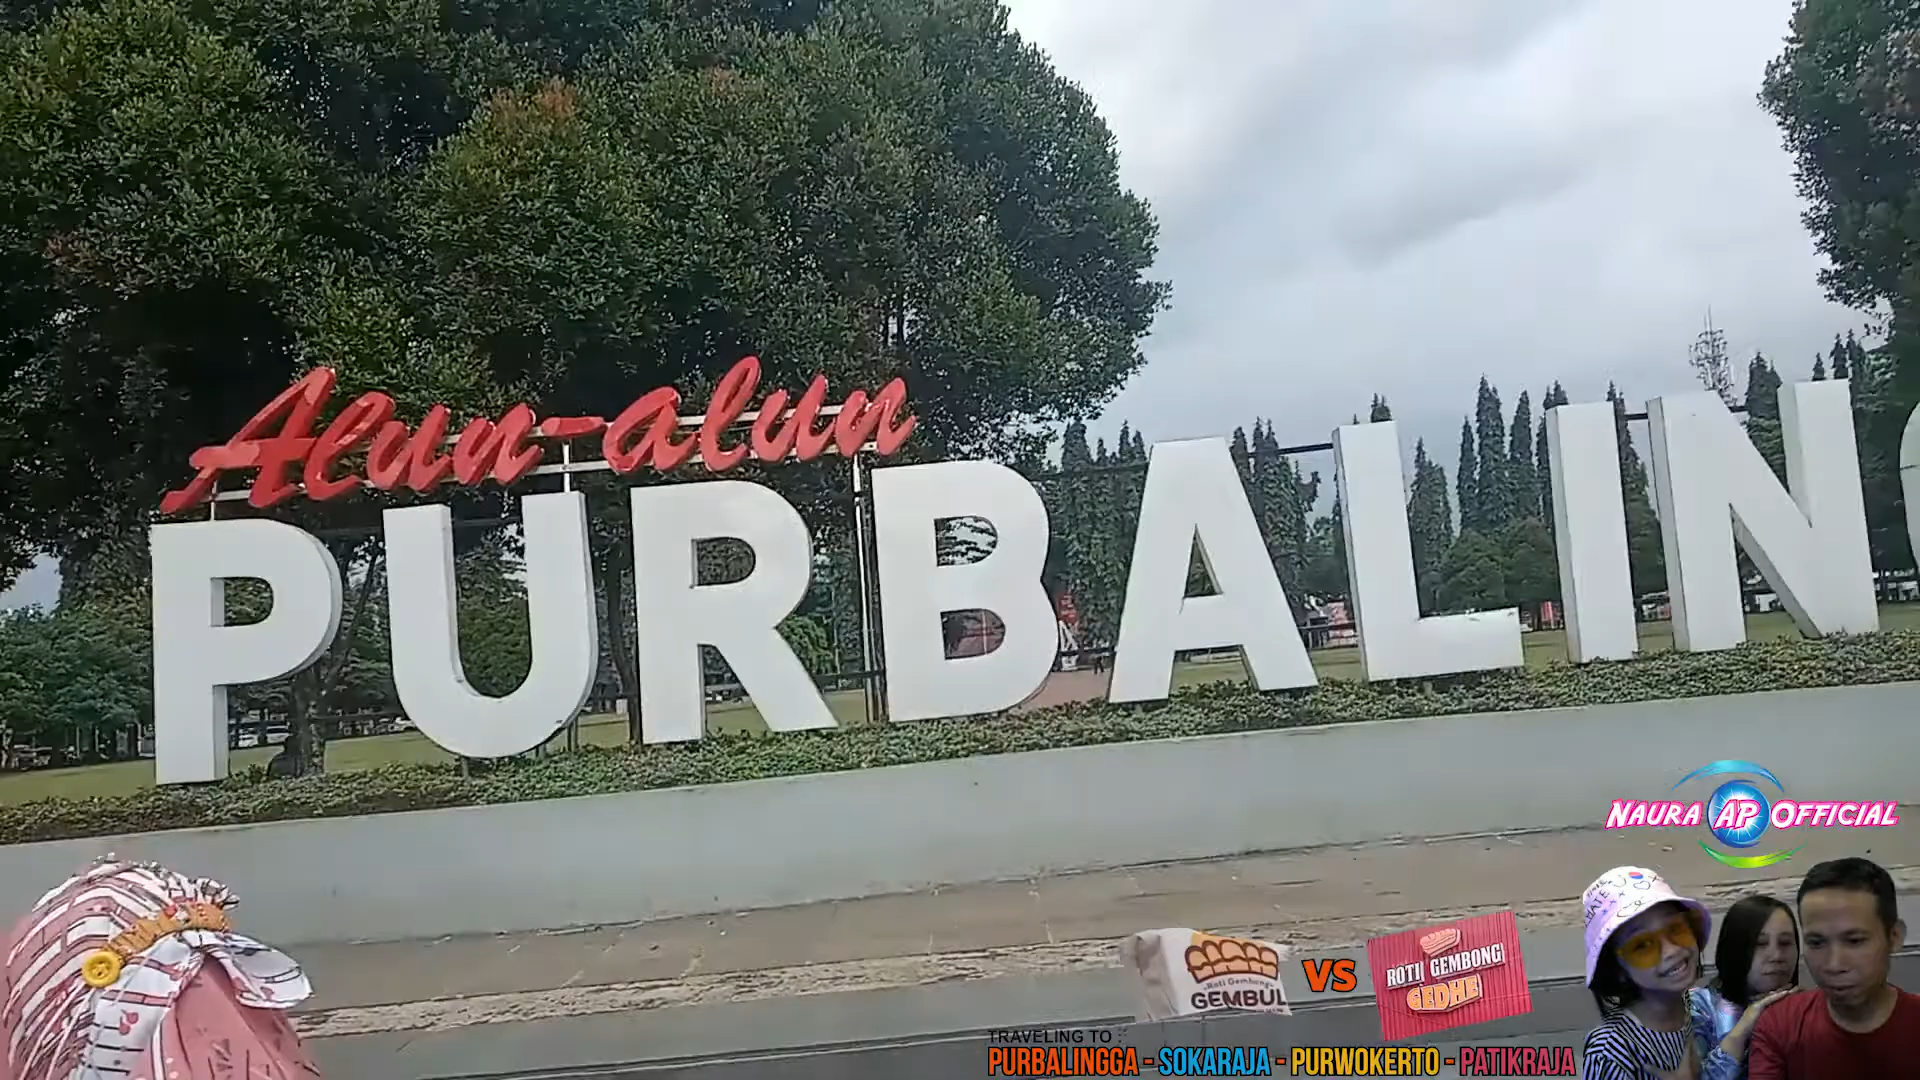 Alun-alun
PURBALIN
NAURA AP OFFICIAL
Roti Gembong
GEMBUL
VS
ROTI GEMBONG
GEDHE
TRAVELING TO :
PURBALINGGA - SOKARAJA - PURWOKERTO - PATIKRAJA